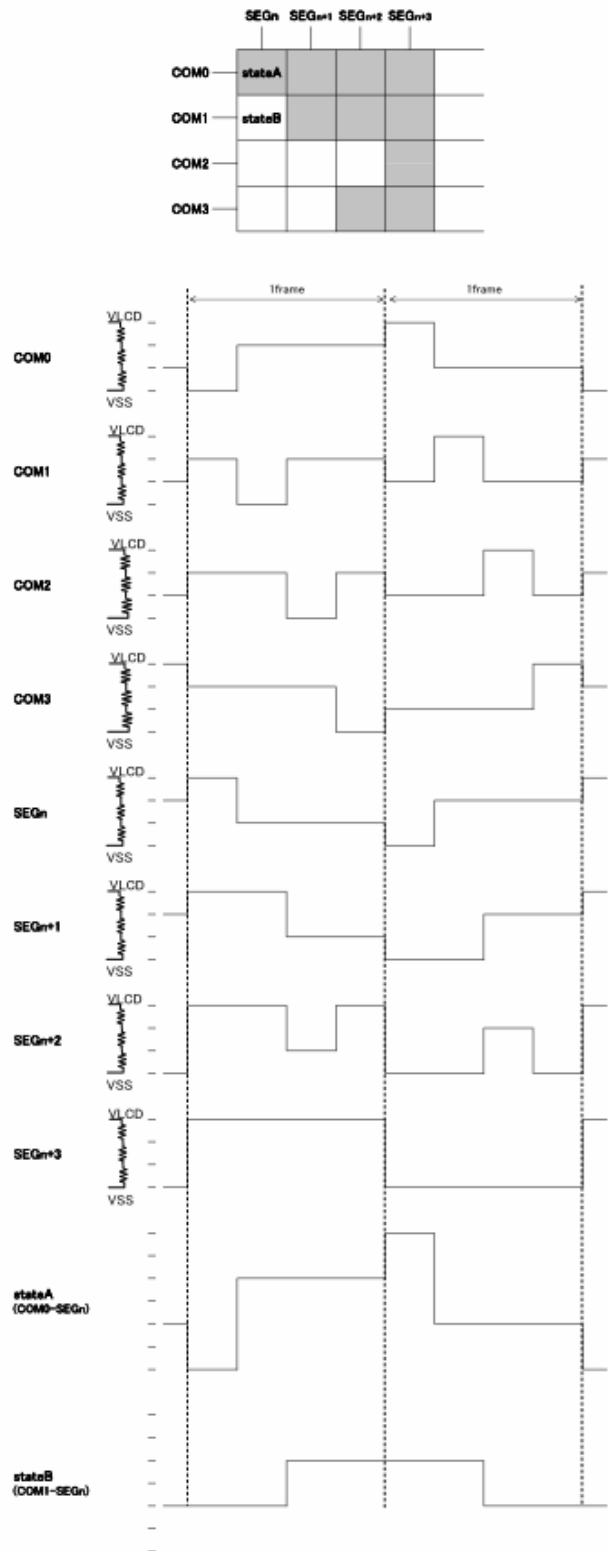 SEGn SEGn+1 SEGn+2 SEGn+3
COM0 stateA
COM1 stateB
COM2
COM3
1frame 1frame
VLCD
COM0
VSS
VLCD
COM1
VSS
VLCD
COM2
VSS
VLCD
COM3
VSS
VLCD
SEGn
VSS
VLCD
SEGn+1
VSS
VLCD
SEGn+2
VSS
VLCD
SEGn+3
VSS
stateA
(COM0-SEGn)
stateB
(COM1-SEGn)